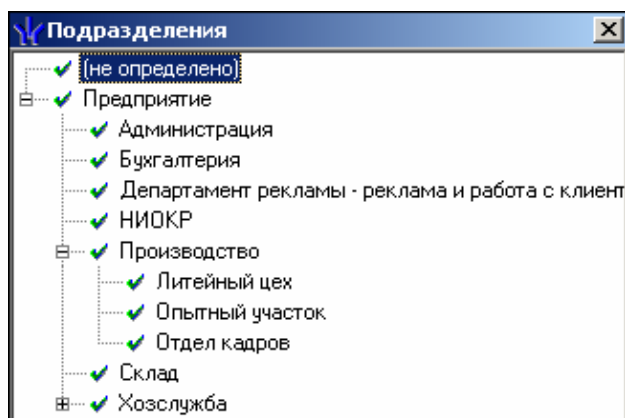 Подразделения
(не определено)
Предприятие
Администрация
Бухгалтерия
Департамент рекламы - реклама и работа с клиент
НИОКР
Производство
Литейный цех
Опытный участок
Отдел кадров
Склад
Хозслужба